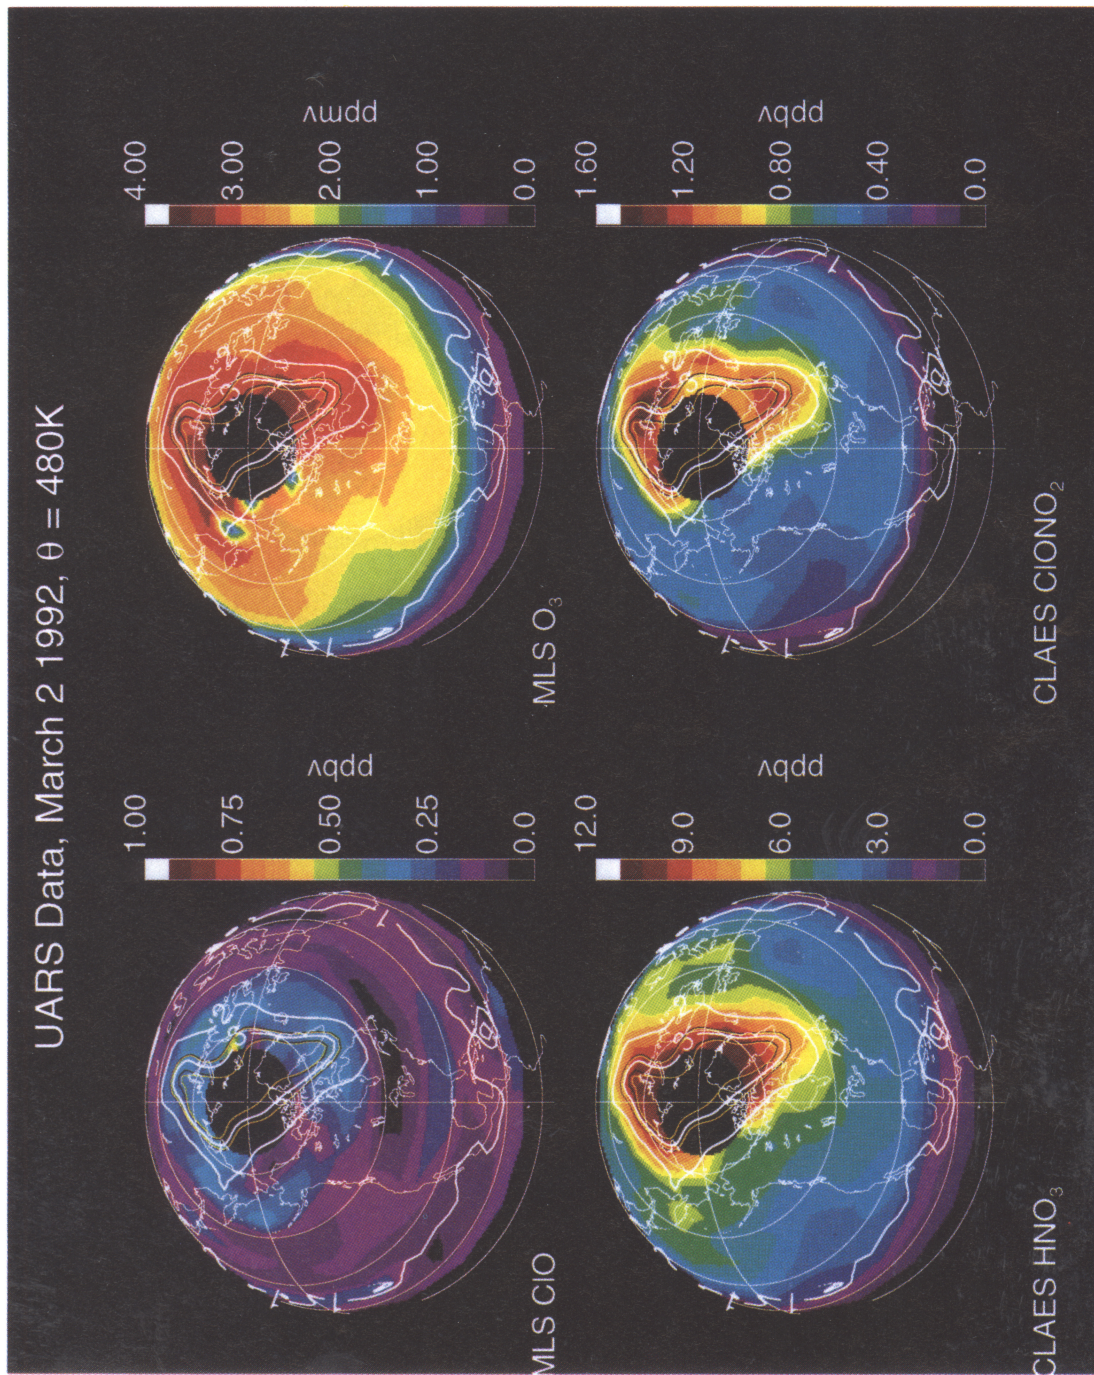 UARS Data, March 2 1992, θ = 480K
1.00
0.75
0.50
0.25
0.0
ppbv
MLS ClO
4.00
3.00
2.00
1.00
0.0
ppmv
MLS O₃
12.0
9.0
6.0
3.0
0.0
ppbv
CLAES HNO₃
1.60
1.20
0.80
0.40
0.0
ppbv
CLAES ClONO₂